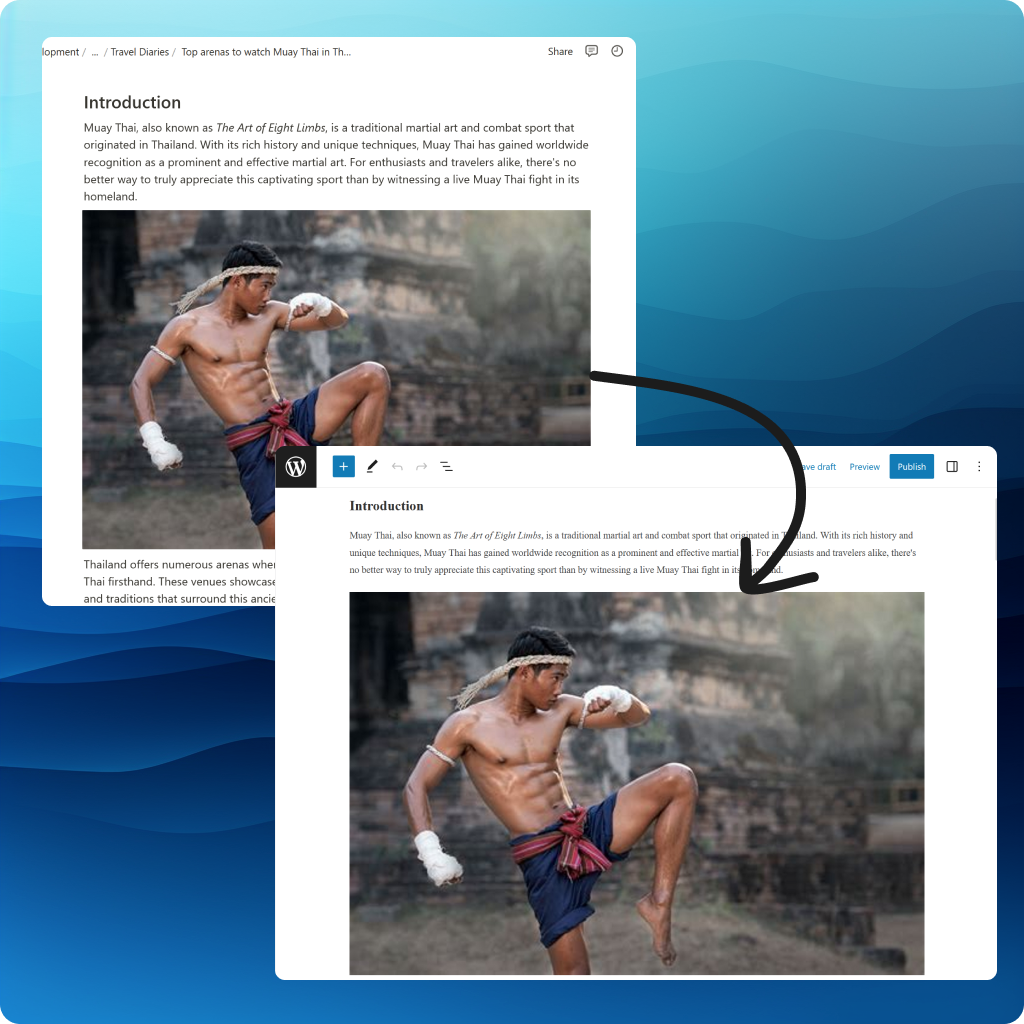 lopment / ... / Travel Diaries / Top arenas to watch Muay Thai in Th...
Share
Introduction
Muay Thai, also known as The Art of Eight Limbs, is a traditional martial art and combat sport that
originated in Thailand. With its rich history and unique techniques, Muay Thai has gained worldwide
recognition as a prominent and effective martial art. For enthusiasts and travelers alike, there's no
better way to truly appreciate this captivating sport than by witnessing a live Muay Thai fight in its
homeland.
Thailand offers numerous arenas wher
Thai firsthand. These venues showcase
and traditions that surround this ancie
W
ave draft
Preview
Publish
Introduction
Muay Thai, also known as The Art of Eight Limbs, is a traditional martial art and combat sport that originated in Thailand. With its rich history and
unique techniques, Muay Thai has gained worldwide recognition as a prominent and effective martial art. For enthusiasts and travelers alike, there's
no better way to truly appreciate this captivating sport than by witnessing a live Muay Thai fight in its homeland.